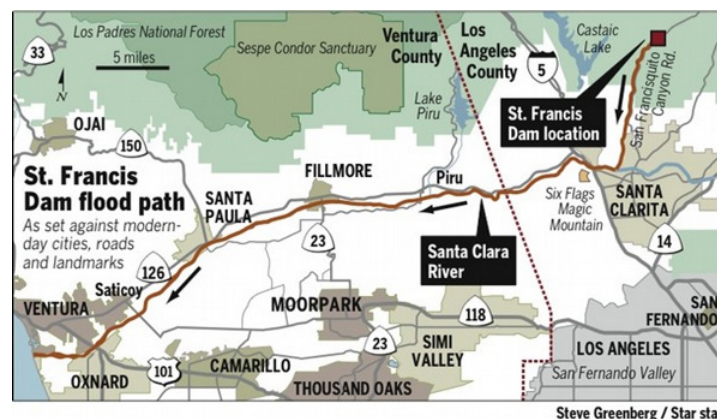 33
Los Padres National Forest
5 miles
N
Sespe Condor Sanctuary
Ventura
County
Los
Angeles
County
5
Castaic
Lake
San Francisquito
Canyon Rd.
St. Francis
Dam location
Lake
Piru
OJAI
150
St. Francis
Dam flood path
As set against modern-
day cities, roads
and landmarks
SANTA
PAULA
FILLMORE
Piru
Six Flags
Magic
Mountain
SANTA
CLARITA
Santa Clara
River
23
14
126
Saticoy
VENTURA
MOORPARK
118
SAN
FERNANDO
23
SIMI
VALLEY
LOS ANGELES
San Fernando Valley
OXNARD
101
CAMARILLO
THOUSAND OAKS
Steve Greenberg / Star sta